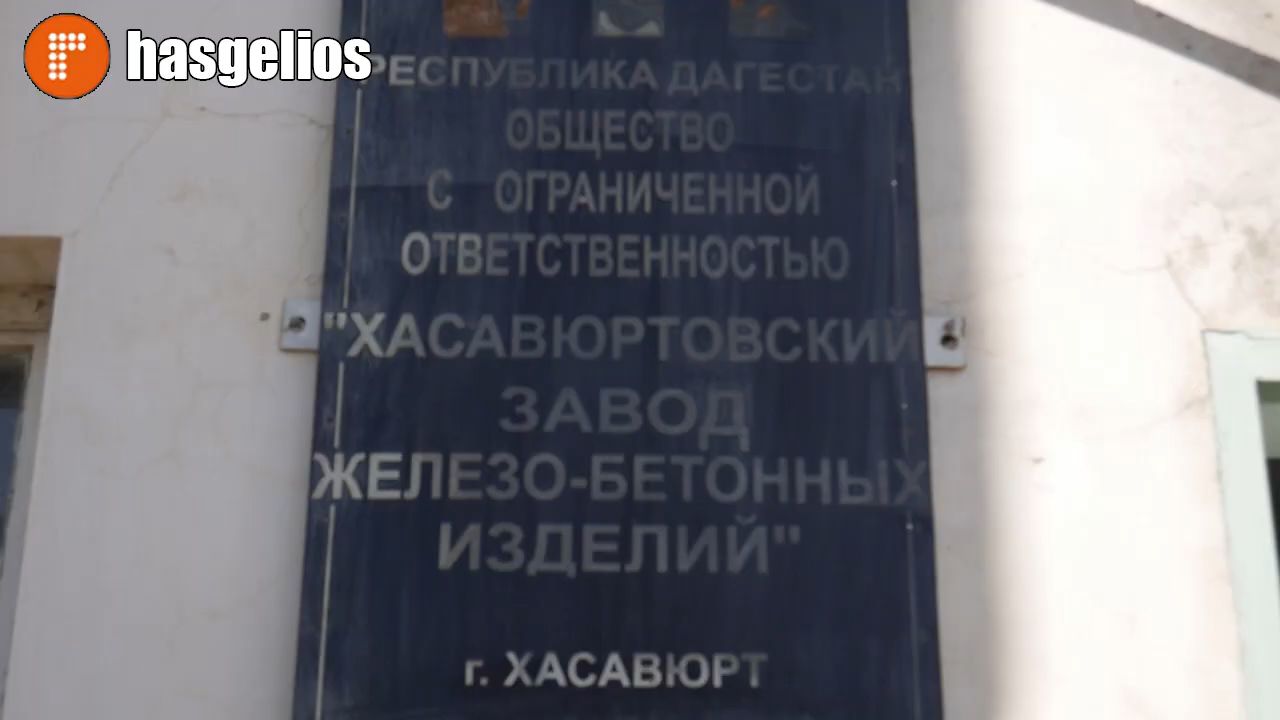 hasgelios
РЕСПУБЛИКА ДАГЕСТАН
ОБЩЕСТВО
С ОГРАНИЧЕННОЙ
ОТВЕТСТВЕННОСТЬЮ
"ХАСАВЮРТОВСКИЙ
ЗАВОД
ЖЕЛЕЗО-БЕТОННЫХ
ИЗДЕЛИЙ"
г. ХАСАВЮРТ